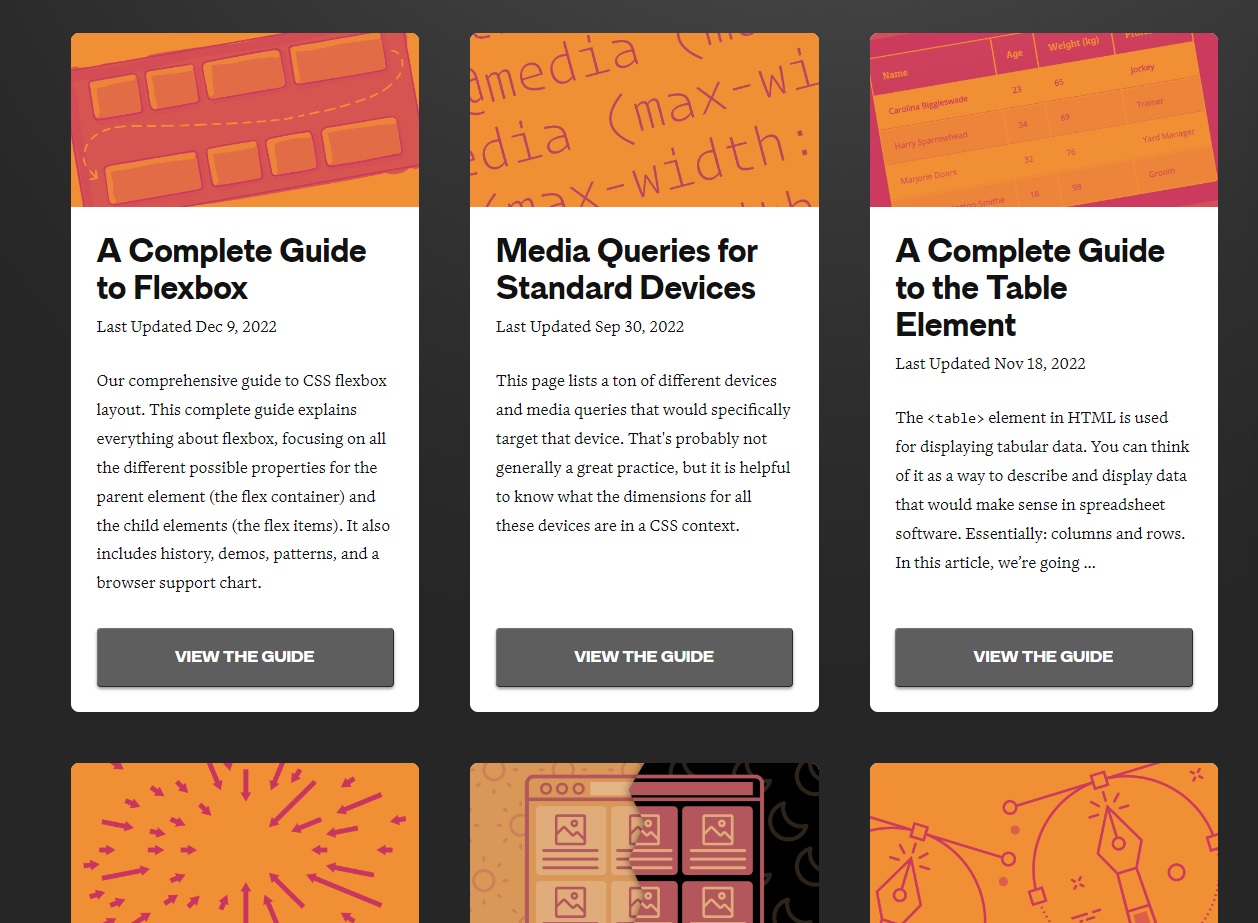 Name
Age
Weight (kg)
Carolina Biggleswade
23
65
Jockey
Harry Sparrowhead
34
89
Trainer
Marjorie Doors
32
76
Yard Manager
18
98
Groom
media (
(max-wi
max-width:
A Complete Guide
to Flexbox
Last Updated Dec 9, 2022
Our comprehensive guide to CSS flexbox
layout. This complete guide explains
everything about flexbox, focusing on all
the different possible properties for the
parent element (the flex container) and
the child elements (the flex items). It also
includes history, demos, patterns, and a
browser support chart.
VIEW THE GUIDE
Media Queries for
Standard Devices
Last Updated Sep 30, 2022
This page lists a ton of different devices
and media queries that would specifically
target that device. That's probably not
generally a great practice, but it is helpful
to know what the dimensions for all
these devices are in a CSS context.
VIEW THE GUIDE
A Complete Guide
to the Table
Element
Last Updated Nov 18, 2022
The <table> element in HTML is used
for displaying tabular data. You can think
of it as a way to describe and display data
that would make sense in spreadsheet
software. Essentially: columns and rows.
In this article, we’re going ...
VIEW THE GUIDE